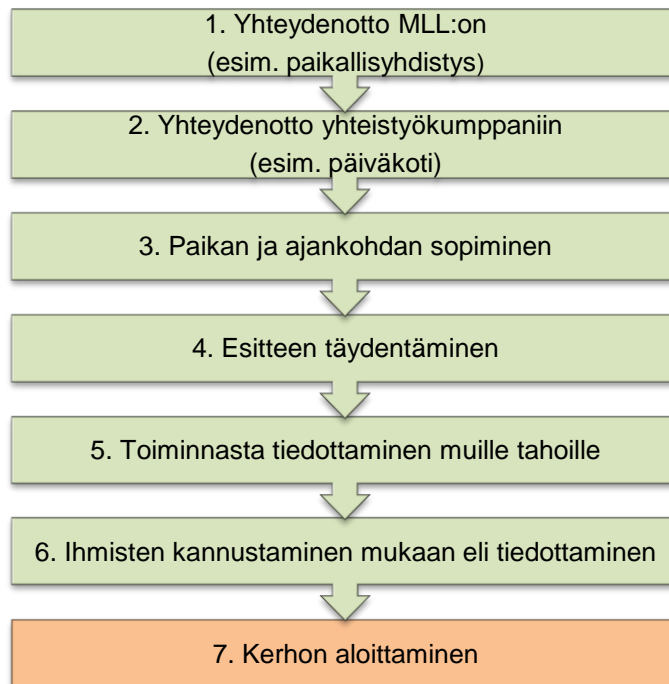 1. Yhteydenotto MLL:on
(esim. paikallisyhdistys)
2. Yhteydenotto yhteistyökumppaniin
(esim. päiväkoti)
3. Paikan ja ajankohdan sopiminen
4. Esitteen täydentäminen
5. Toiminnasta tiedottaminen muille tahoille
6. Ihmisten kannustaminen mukaan eli tiedottaminen
7. Kerhon aloittaminen